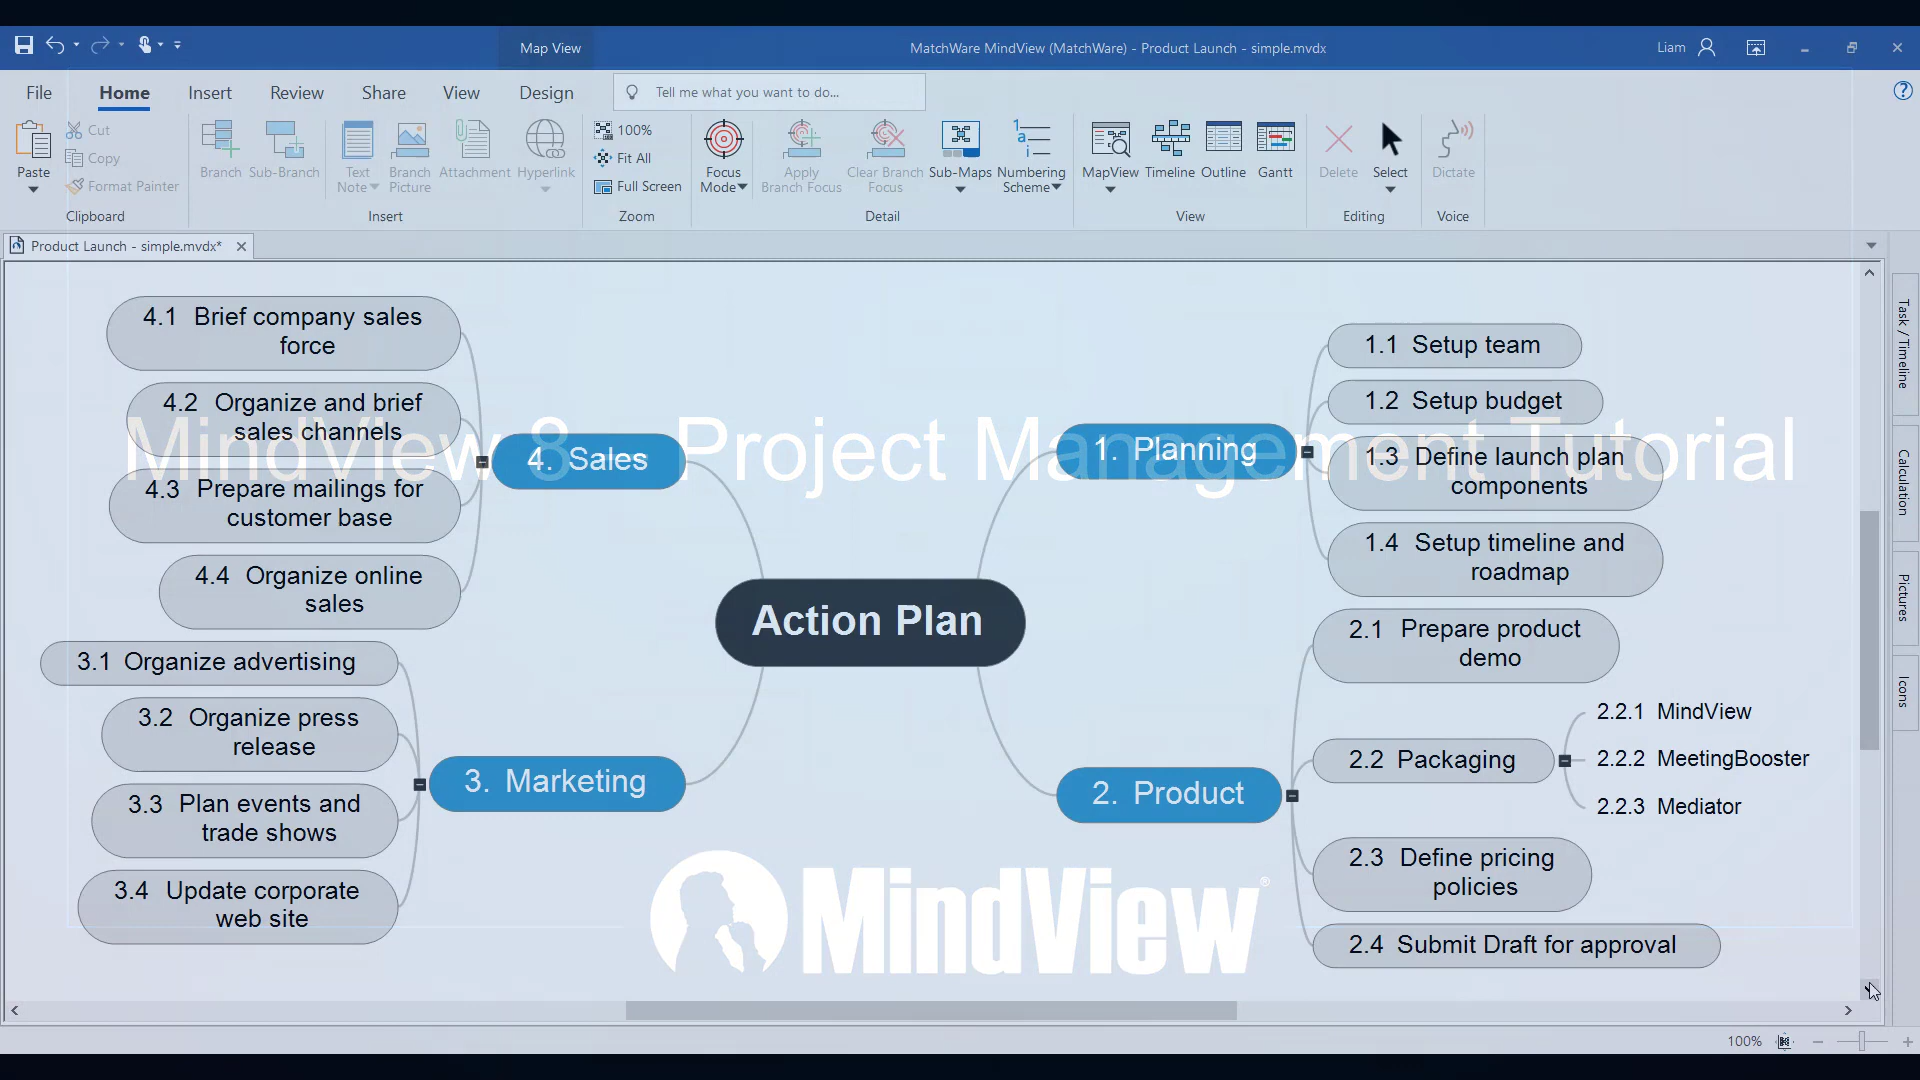 Map View
MatchWare MindView (MatchWare) - Product Launch - simple.mvdx
Liam
File
Home
Insert
Review
Share
View
Design
Tell me what you want to do...
Paste
Cut
Copy
Format Painter
Clipboard
Branch
Sub-Branch
Text
Note
Branch
Picture
Attachment
Hyperlink
Insert
100%
Fit All
Full Screen
Zoom
Focus
Mode
Apply
Branch Focus
Clear Branch
Focus
Sub-Maps
Numbering
Scheme
Detail
MapView
Timeline
Outline
Gantt
View
Delete
Select
Editing
Dictate
Voice
Product Launch - simple.mvdx*
MindView 8 - Project Management Tutorial
4.1 Brief company sales
force
4.2 Organize and brief
sales channels
4.3 Prepare mailings for
customer base
4.4 Organize online
sales
4. Sales
3.1 Organize advertising
3.2 Organize press
release
3.3 Plan events and
trade shows
3.4 Update corporate
web site
3. Marketing
Action Plan
1. Planning
1.1 Setup team
1.2 Setup budget
1.3 Define launch plan
components
1.4 Setup timeline and
roadmap
2. Product
2.1 Prepare product
demo
2.2 Packaging
2.2.1 MindView
2.2.2 MeetingBooster
2.2.3 Mediator
2.3 Define pricing
policies
2.4 Submit Draft for approval
MindView®
Task / Timeline
Calculation
Pictures
Icons
100%